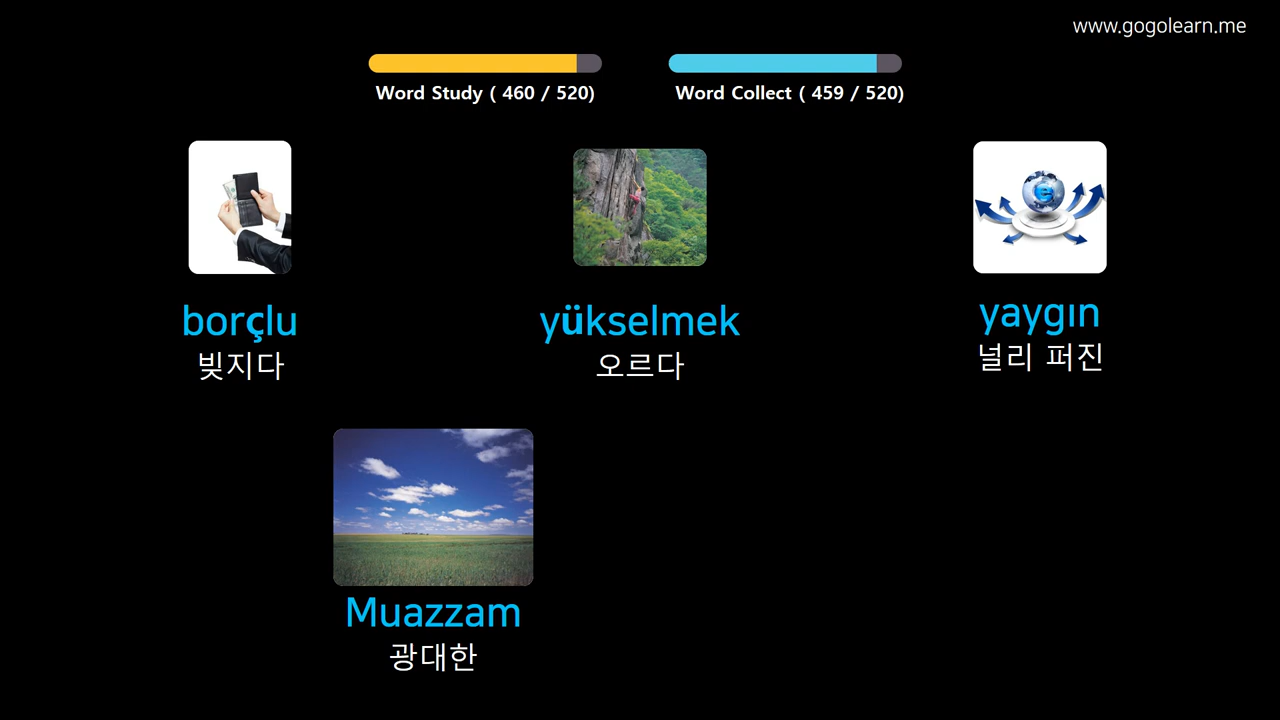 www.gogolearn.me
Word Study ( 460 / 520)
Word Collect ( 459 / 520)
borçlu
빚지다
yükselmek
오르다
yaygın
널리 퍼진
Muazzam
광대한